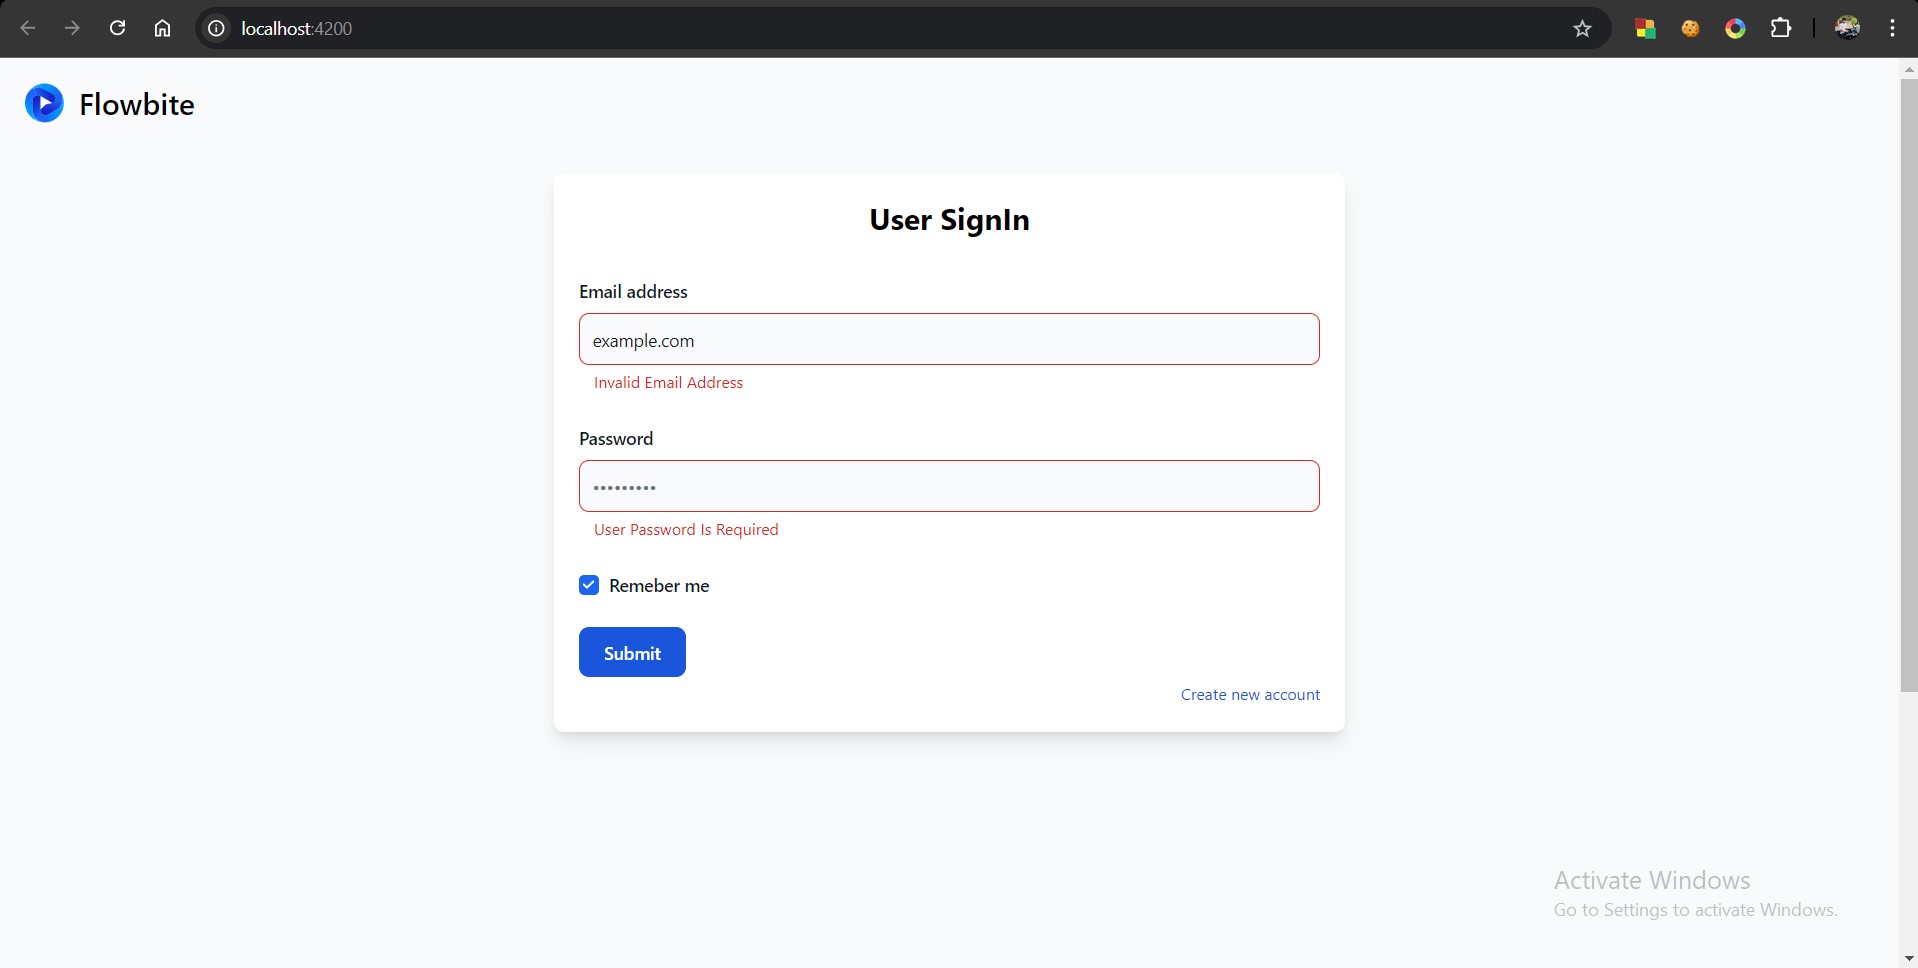 localhost:4200
Flowbite
User SignIn
Email address
example.com
Invalid Email Address
Password
•••••••••
User Password Is Required
Remeber me
Submit
Create new account
Activate Windows
Go to Settings to activate Windows.